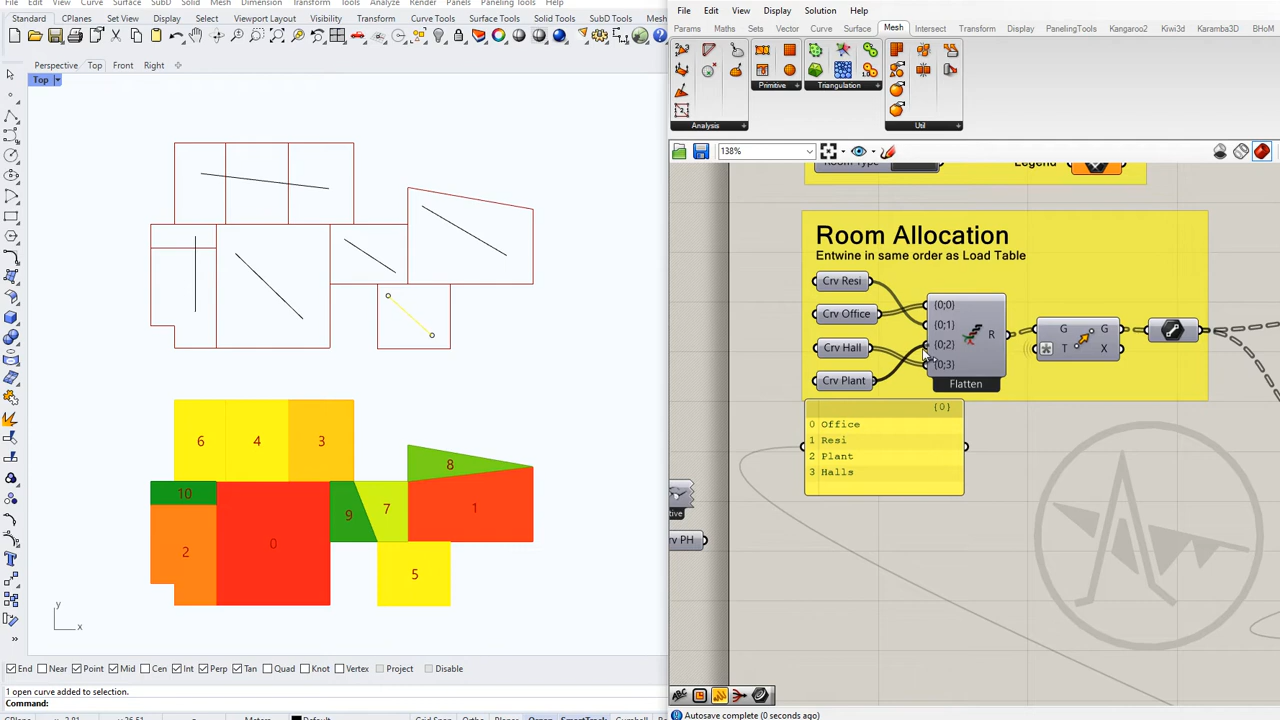 File Edit View Display Solution Help
View Curve Surface SubD Solid Mesh Dimension Transform Tools Analyze Render Panels Paneling Tools
Standard CPlanes Set View Display Select Viewport Layout Visibility Transform Curve Tools Surface Tools Solid Tools SubD Tools Mesh
Params Maths Sets Vector Curve Surface Mesh Intersect Transform Display PanelingTools Kangaroo2 Kiwi3d Karamba3D BHoM
Perspective Top Front Right
Top
Primitive Triangulation
Analysis Util
138%
Room Type Legend
Room Allocation
Entwine in same order as Load Table
Crv Resi
Crv Office
Crv Hall
Crv Plant
{0;0}
{0;1}
{0;2}
{0;3}
R
Flatten
G G
T X
{0}
0 Office
1 Resi
2 Plant
3 Halls
6 4 3
8
10
9 7 1
2 0
5
y
x
End Near Point Mid Cen Int Perp Tan Quad Knot Vertex Project Disable
1 open curve added to selection.
Command:
Autosave complete (0 seconds ago)